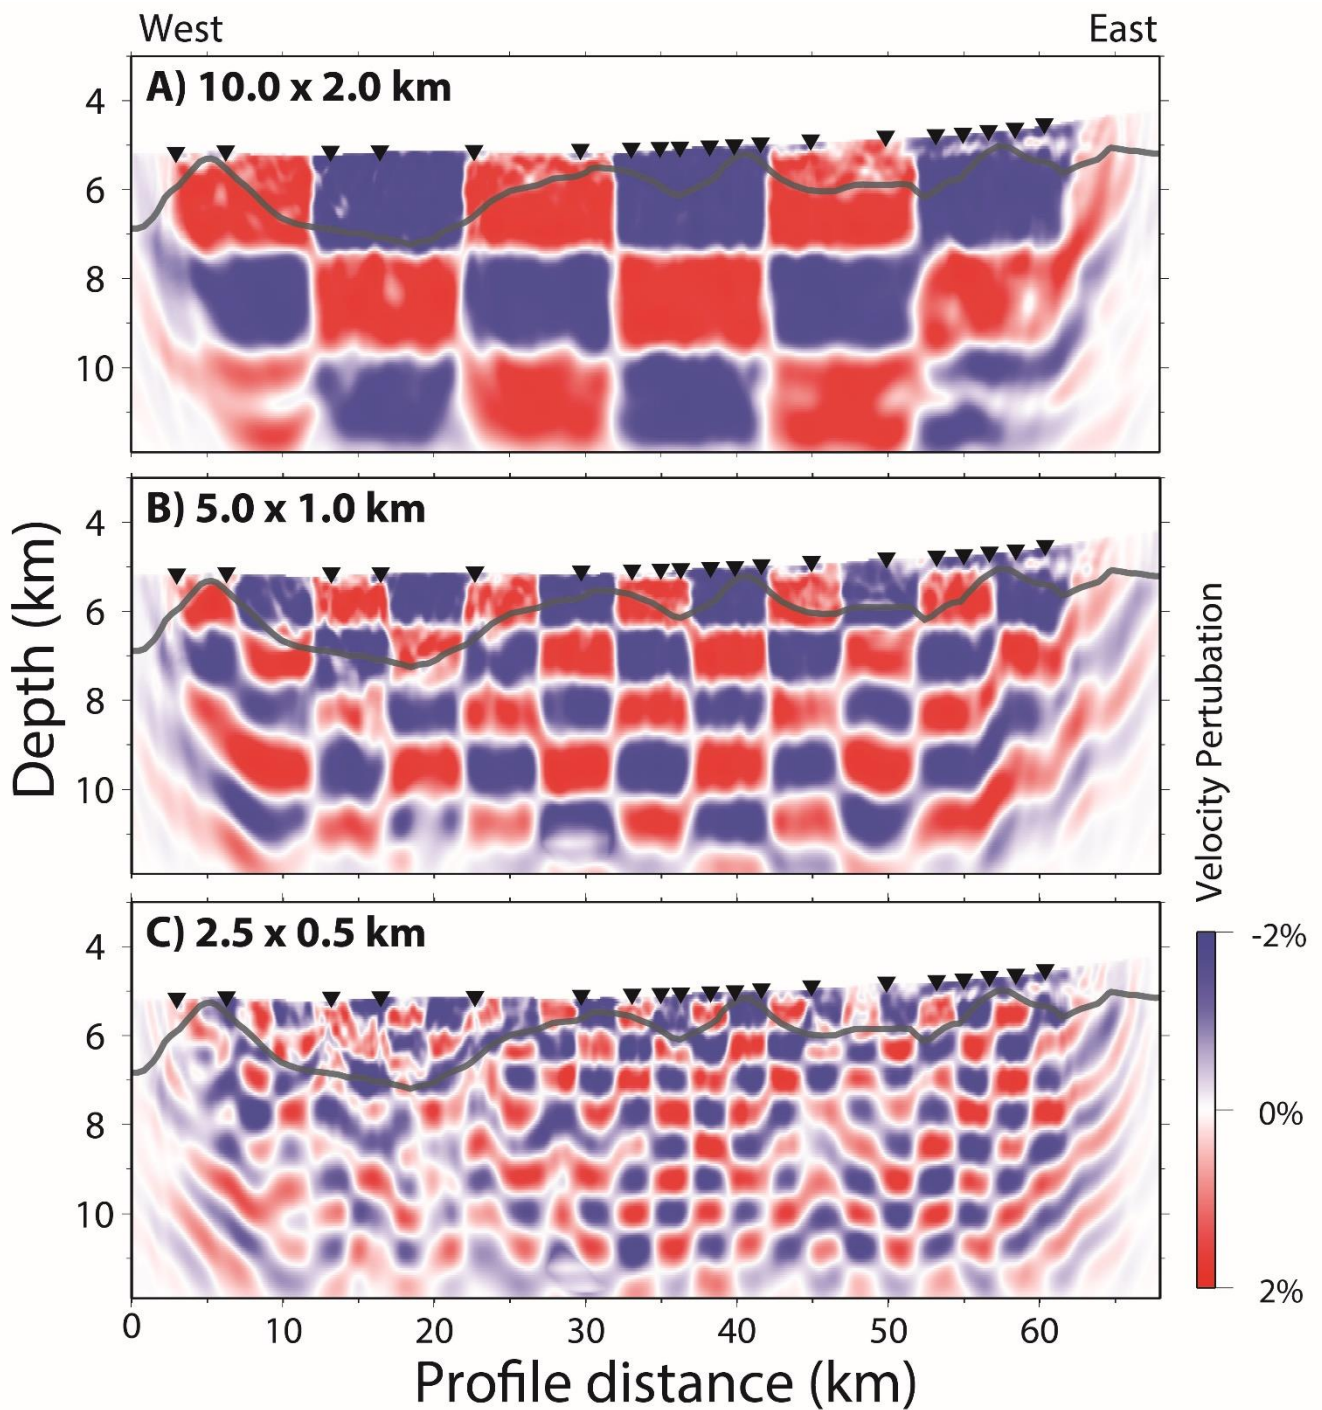 West East
A) 10.0 x 2.0 km
4
6
8
10
B) 5.0 x 1.0 km
4
6
8
10
C) 2.5 x 0.5 km
4
6
8
10
0 10 20 30 40 50 60
Profile distance (km)
Depth (km)
Velocity Pertubation
-2%
0%
2%